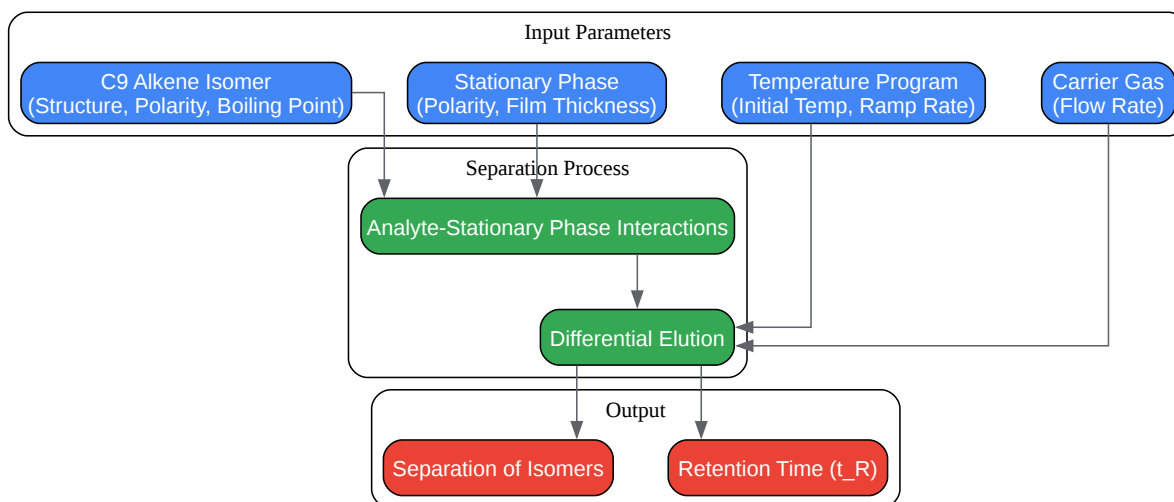 Input Parameters
C9 Alkene Isomer
(Structure, Polarity, Boiling Point)
Stationary Phase
(Polarity, Film Thickness)
Temperature Program
(Initial Temp, Ramp Rate)
Carrier Gas
(Flow Rate)
Separation Process
Analyte-Stationary Phase Interactions
Differential Elution
Output
Separation of Isomers
Retention Time (t_R)